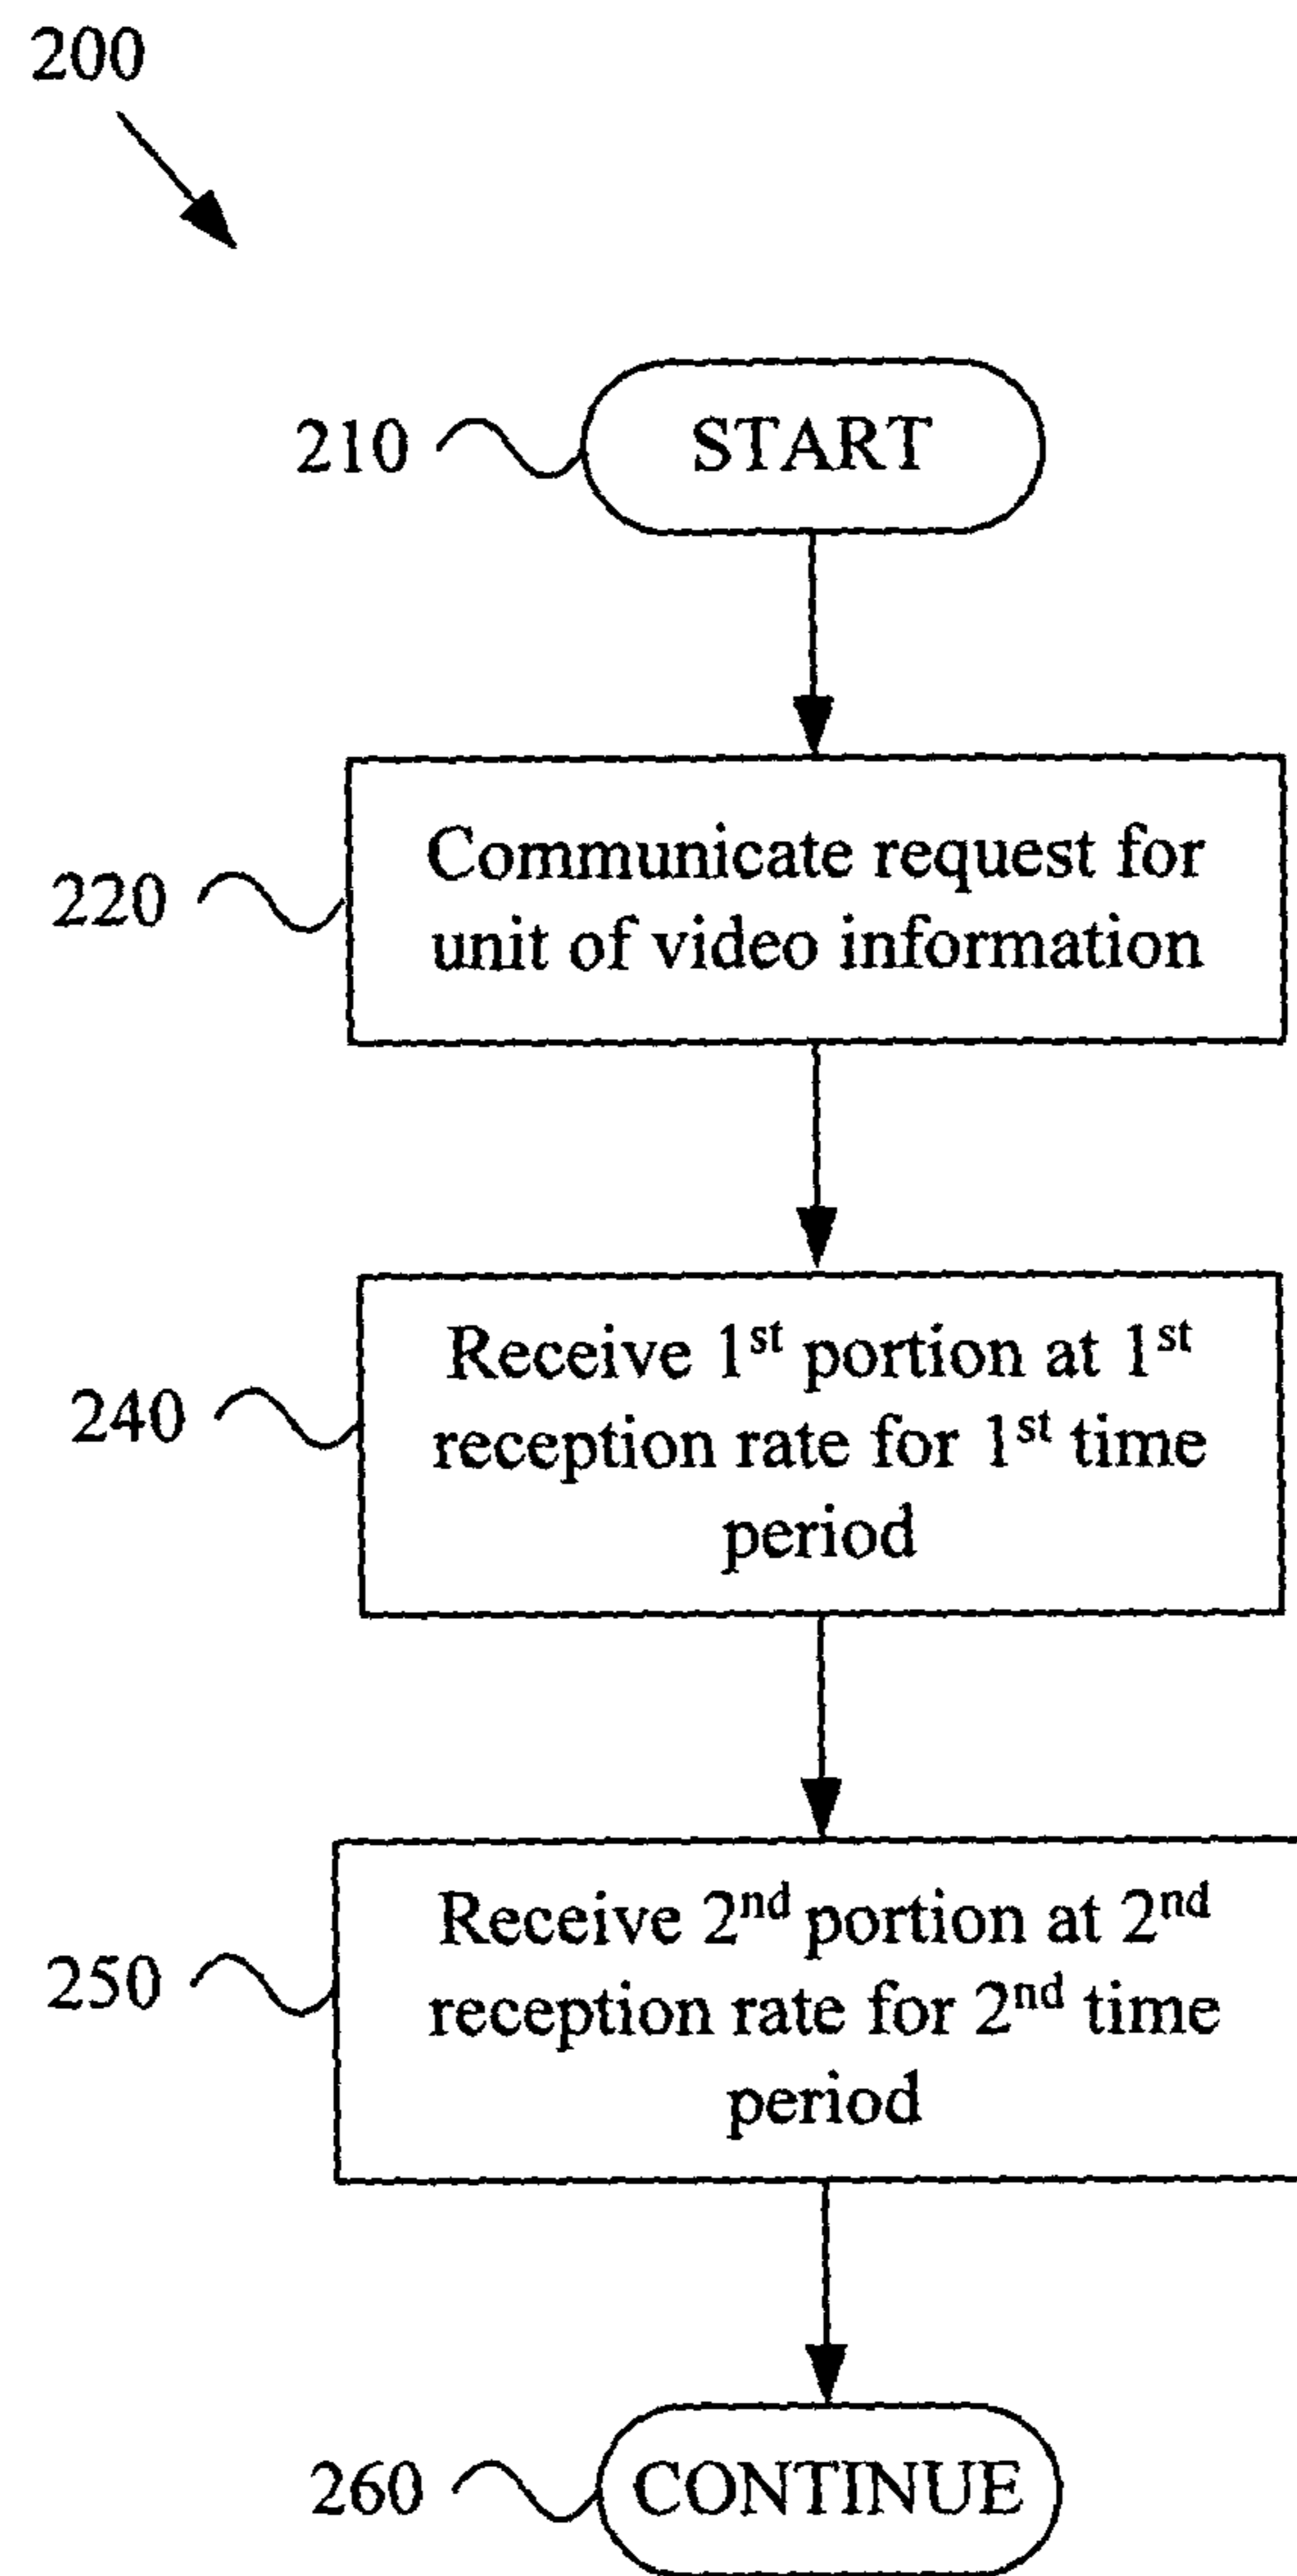 200
210 START
220 Communicate request for
unit of video information
240 Receive 1st portion at 1st
reception rate for 1st time
period
250 Receive 2nd portion at 2nd
reception rate for 2nd time
period
260 CONTINUE